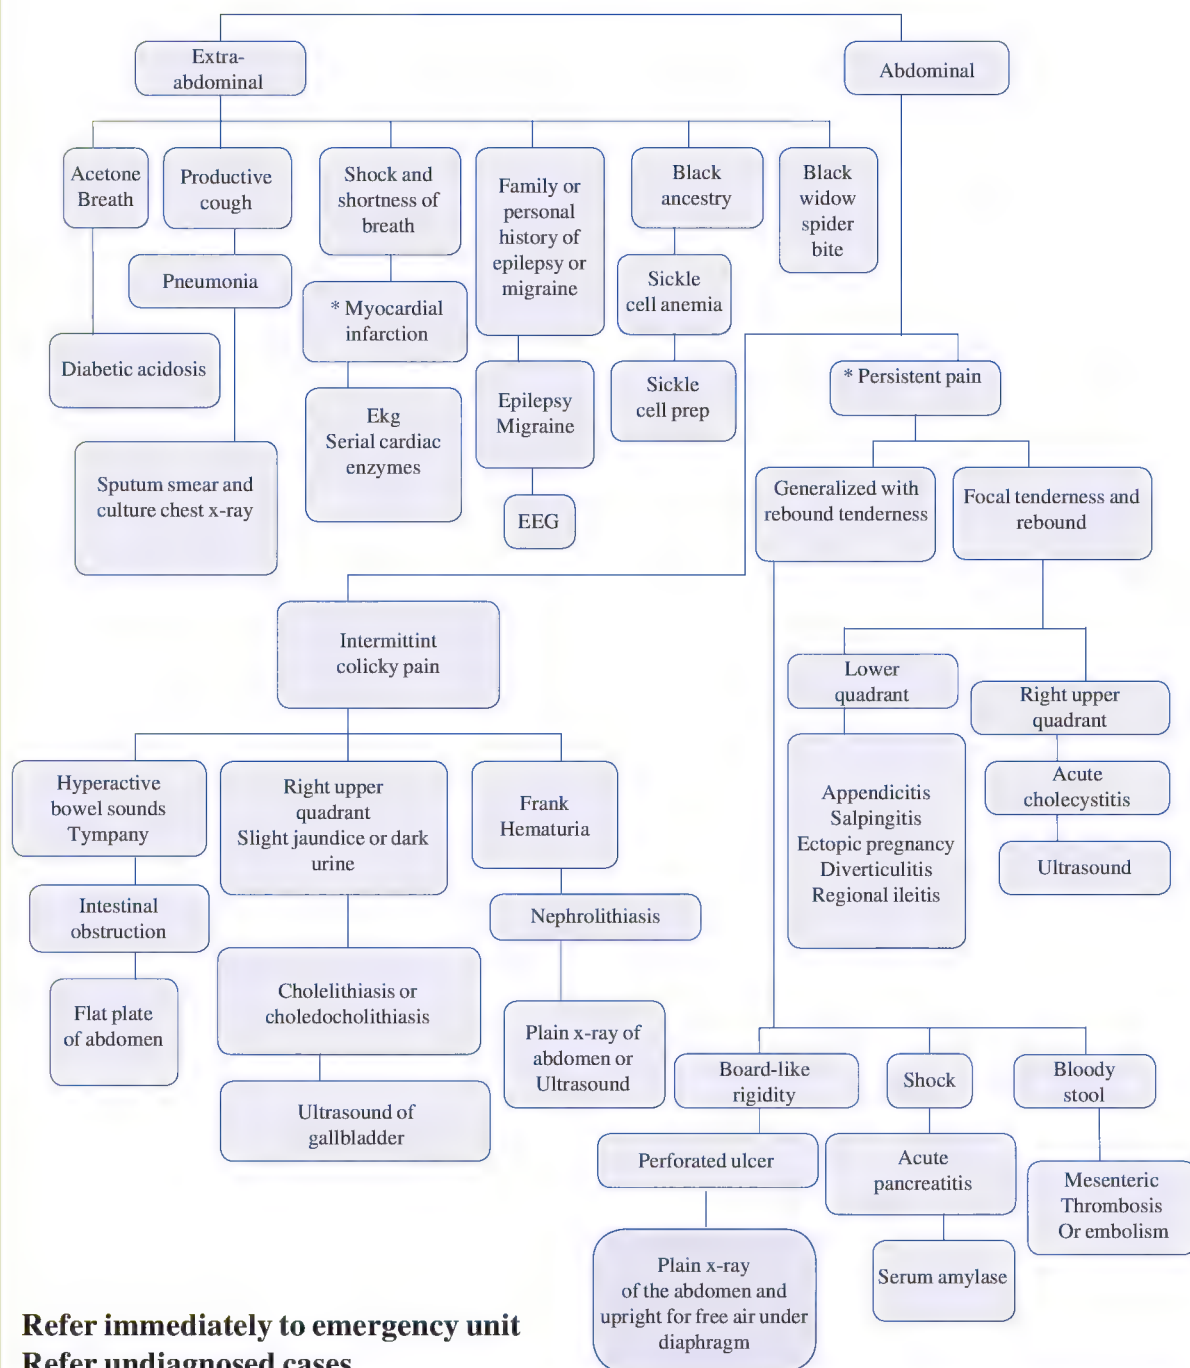 Extra-
abdominal
Abdominal
Acetone
Breath
Productive
cough
Shock and
shortness of
breath
Family or
personal
history of
epilepsy or
migraine
Black
ancestry
Black
widow
spider
bite
Pneumonia
Sickle
cell anemia
* Myocardial
infarction
Diabetic acidosis
* Persistent pain
Epilepsy
Migraine
Sickle
cell prep
Ekg
Serial cardiac
enzymes
Sputum smear and
culture chest x-ray
EEG
Generalized with
rebound tenderness
Focal tenderness and
rebound
Intermittint
colicky pain
Lower
quadrant
Right upper
quadrant
Hyperactive
bowel sounds
Tympany
Right upper
quadrant
Slight jaundice or dark
urine
Frank
Hematuria
Appendicitis
Salpingitis
Ectopic pregnancy
Diverticulitis
Regional ileitis
Acute
cholecystitis
Ultrasound
Intestinal
obstruction
Nephrolithiasis
Cholelithiasis or
choledocholithiasis
Flat plate
of abdomen
Plain x-ray of
abdomen or
Ultrasound
Ultrasound of
gallbladder
Board-like
rigidity
Shock
Bloody
stool
Perforated ulcer
Acute
pancreatitis
Mesenteric
Thrombosis
Or embolism
Plain x-ray
of the abdomen and
upright for free air under
diaphragm
Serum amylase
Refer immediately to emergency unit
Refer undiagnosed cases